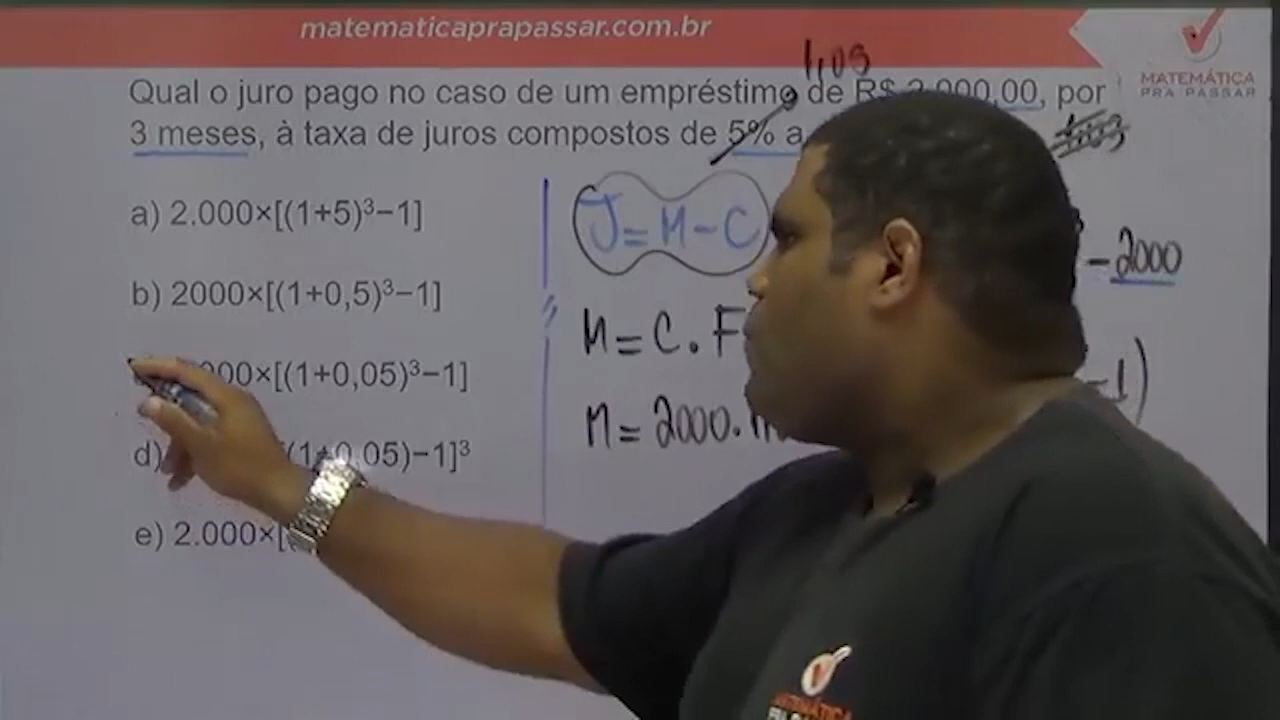 matematicaprapassar.com.br
MATEMÁTICA
PRA PASSAR
1,05
Qual o juro pago no caso de um empréstimo de R$ 2.000,00, por
3 meses, à taxa de juros compostos de 5% a
a) 2.000×[(1+5)³−1]
b) 2000×[(1+0,5)³−1]
000×[(1+0,05)³−1]
d) (1+0,05)−1]³
e) 2.000×[(
J=M-C
-2000
M=C.F
-1)
M=2000.
MATEMÁTICA